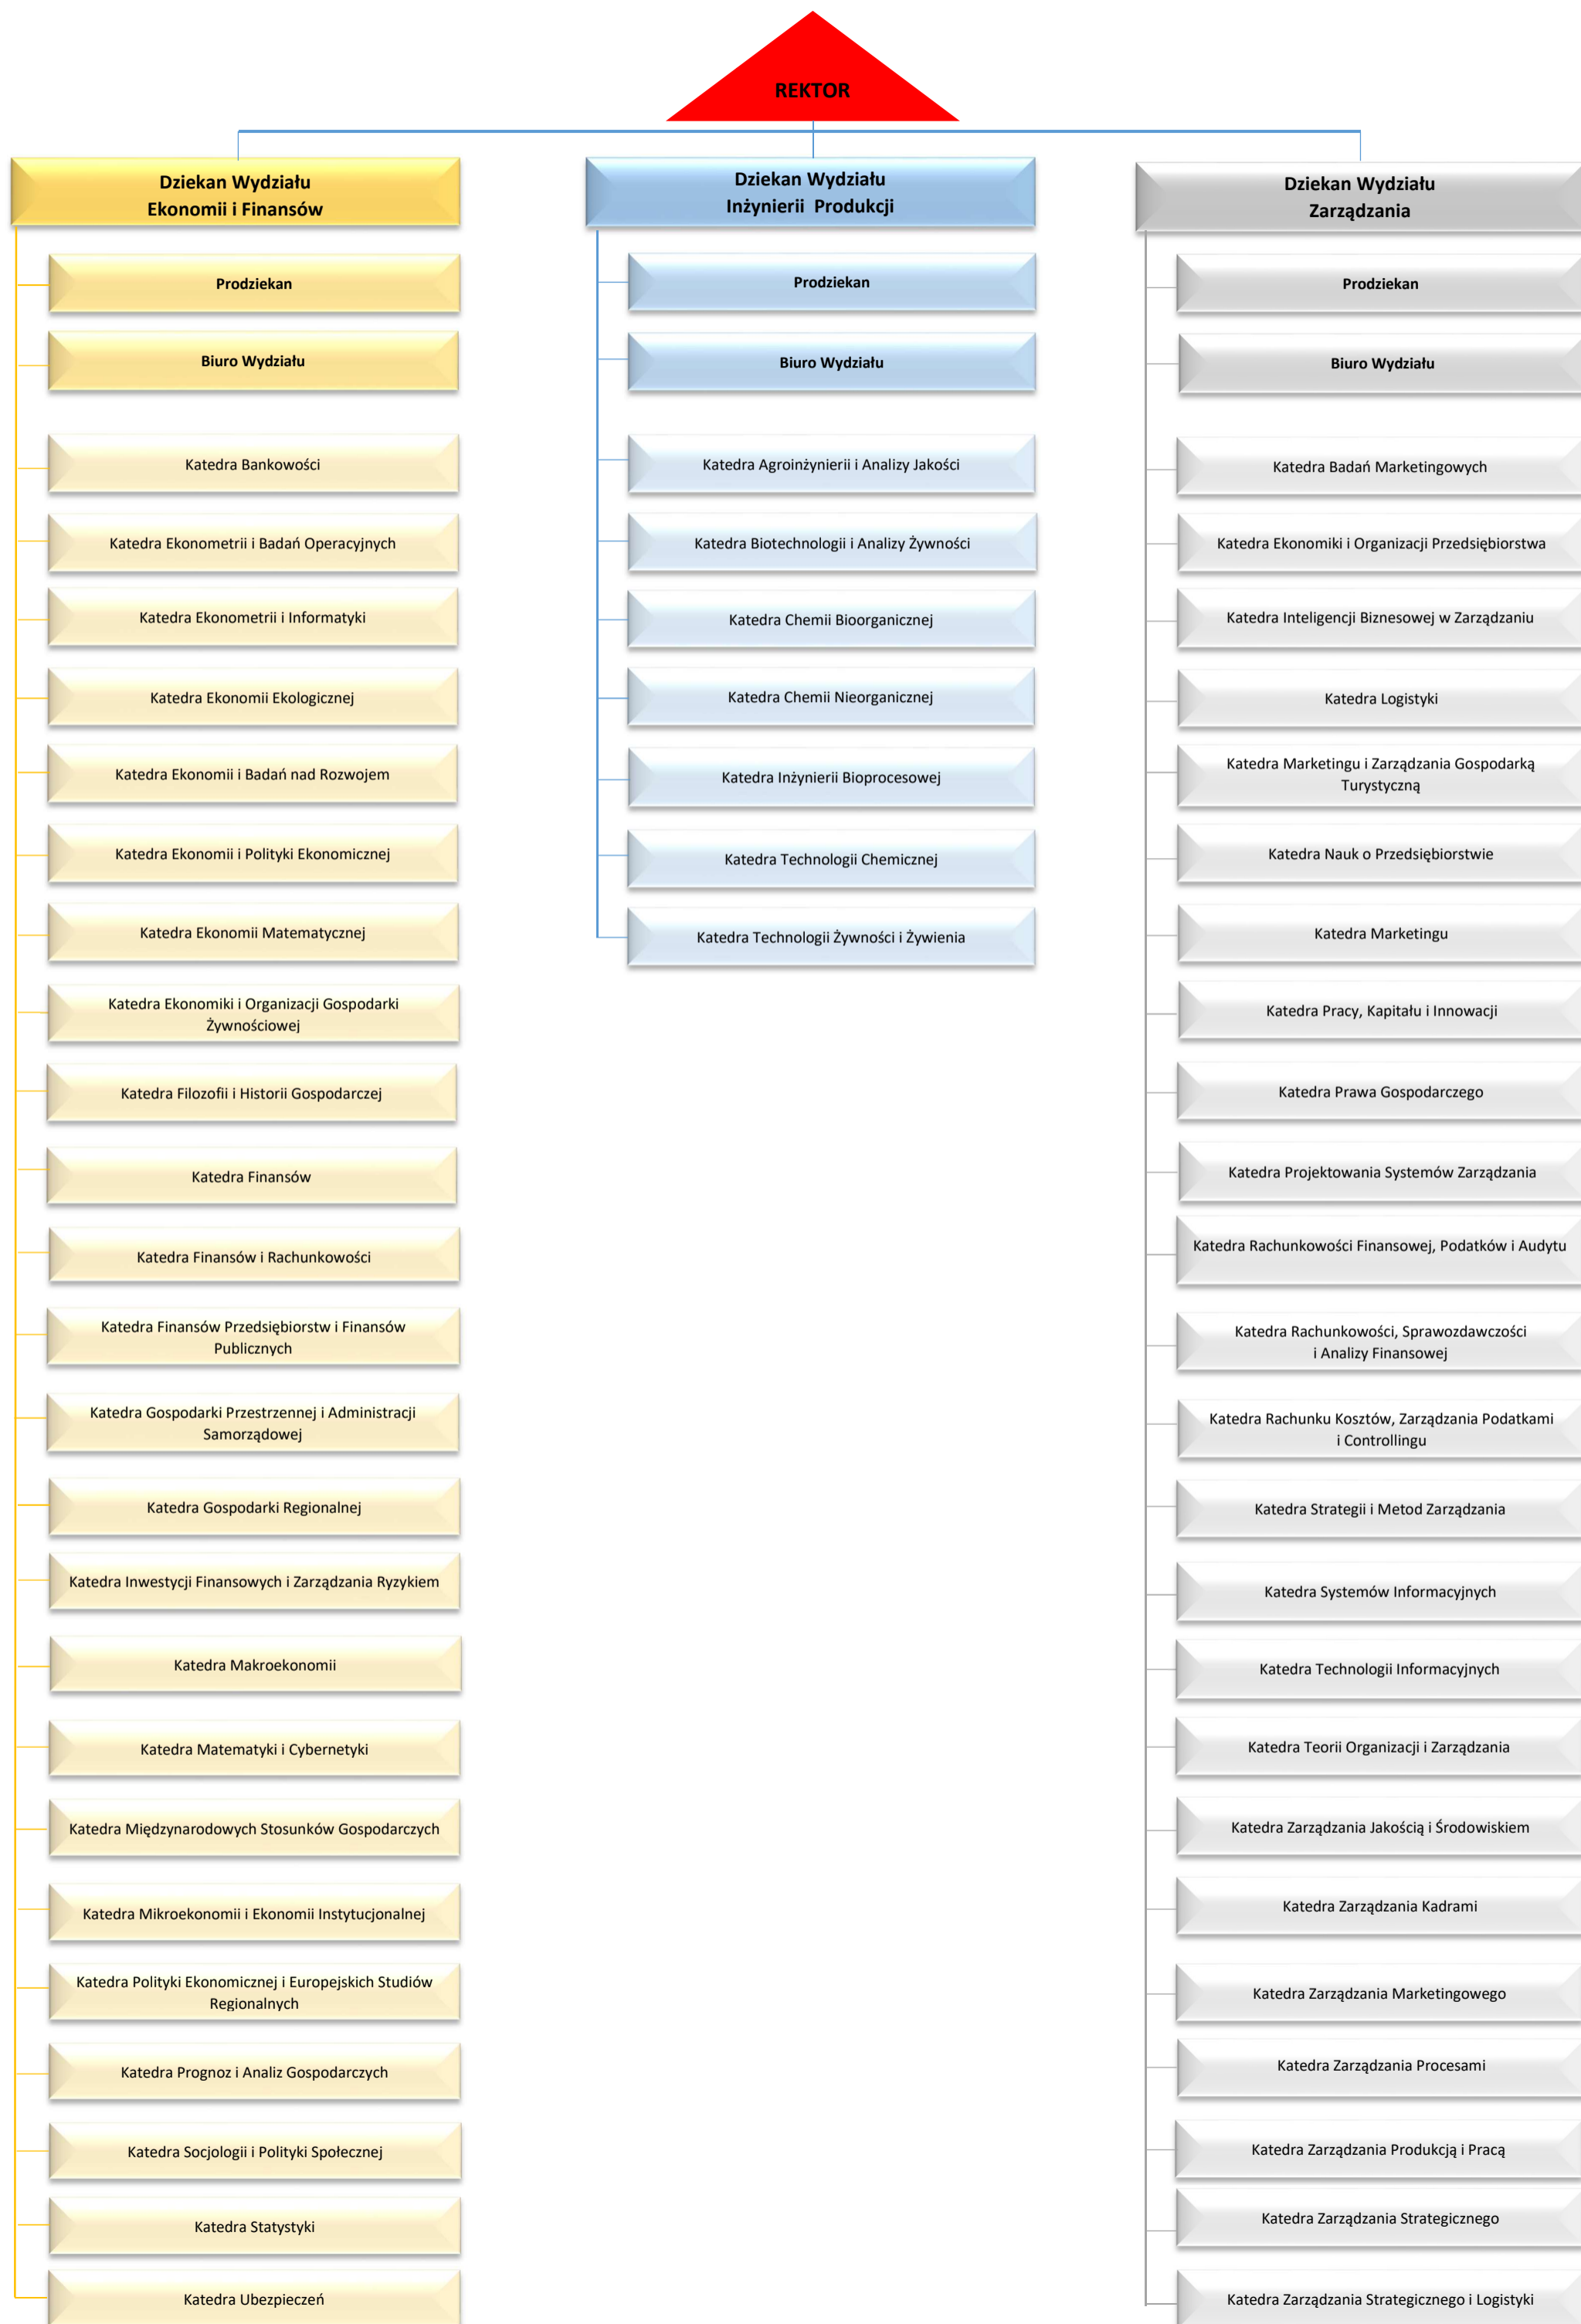 REKTOR
Dziekan Wydziału
Ekonomii i Finansów
Prodziekan
Biuro Wydziału
Katedra Bankowości
Katedra Ekonometrii i Badań Operacyjnych
Katedra Ekonometrii i Informatyki
Katedra Ekonomii Ekologicznej
Katedra Ekonomii i Badań nad Rozwojem
Katedra Ekonomii i Polityki Ekonomicznej
Katedra Ekonomii Matematycznej
Katedra Ekonomiki i Organizacji Gospodarki
Żywnościowej
Katedra Filozofii i Historii Gospodarczej
Katedra Finansów
Katedra Finansów i Rachunkowości
Katedra Finansów Przedsiębiorstw i Finansów
Publicznych
Katedra Gospodarki Przestrzennej i Administracji
Samorządowej
Katedra Gospodarki Regionalnej
Katedra Inwestycji Finansowych i Zarządzania Ryzykiem
Katedra Makroekonomii
Katedra Matematyki i Cybernetyki
Katedra Międzynarodowych Stosunków Gospodarczych
Katedra Mikroekonomii i Ekonomii Instytucjonalnej
Katedra Polityki Ekonomicznej i Europejskich Studiów
Regionalnych
Katedra Prognoz i Analiz Gospodarczych
Katedra Socjologii i Polityki Społecznej
Katedra Statystyki
Katedra Ubezpieczeń
Dziekan Wydziału
Inżynierii Produkcji
Prodziekan
Biuro Wydziału
Katedra Agroinżynierii i Analizy Jakości
Katedra Biotechnologii i Analizy Żywności
Katedra Chemii Bioorganicznej
Katedra Chemii Nieorganicznej
Katedra Inżynierii Bioprocesowej
Katedra Technologii Chemicznej
Katedra Technologii Żywności i Żywienia
Dziekan Wydziału
Zarządzania
Prodziekan
Biuro Wydziału
Katedra Badań Marketingowych
Katedra Ekonomiki i Organizacji Przedsiębiorstwa
Katedra Inteligencji Biznesowej w Zarządzaniu
Katedra Logistyki
Katedra Marketingu i Zarządzania Gospodarką
Turystyczną
Katedra Nauk o Przedsiębiorstwie
Katedra Marketingu
Katedra Pracy, Kapitału i Innowacji
Katedra Prawa Gospodarczego
Katedra Projektowania Systemów Zarządzania
Katedra Rachunkowości Finansowej, Podatków i Audytu
Katedra Rachunkowości, Sprawozdawczości
i Analizy Finansowej
Katedra Rachunku Kosztów, Zarządzania Podatkami
i Controllingu
Katedra Strategii i Metod Zarządzania
Katedra Systemów Informacyjnych
Katedra Technologii Informacyjnych
Katedra Teorii Organizacji i Zarządzania
Katedra Zarządzania Jakością i Środowiskiem
Katedra Zarządzania Kadrami
Katedra Zarządzania Marketingowego
Katedra Zarządzania Procesami
Katedra Zarządzania Produkcją i Pracą
Katedra Zarządzania Strategicznego
Katedra Zarządzania Strategicznego i Logistyki